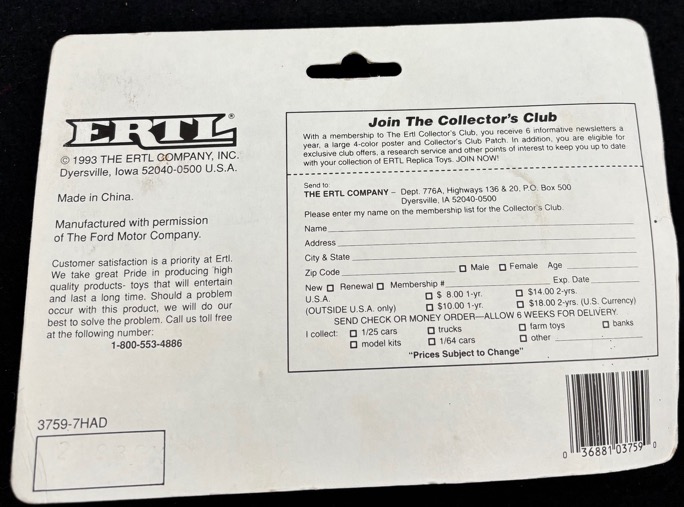 ERTL®
© 1993 THE ERTL COMPANY, INC.
Dyersville, Iowa 52040-0500 U.S.A.
Made in China.
Manufactured with permission
of The Ford Motor Company.
Customer satisfaction is a priority at Ertl.
We take great Pride in producing high
quality products- toys that will entertain
and last a long time. Should a problem
occur with this product, we will do our
best to solve the problem. Call us toll free
at the following number:
1-800-553-4886
3759-7HAD
Join The Collector's Club
With a membership to The Ertl Collector's Club, you receive 6 informative newsletters a
year, a large 4-color poster and Collector's Club Patch. In addition, you are eligible for
exclusive club offers, a research service and other points of interest to keep you up to date
with your collection of ERTL Replica Toys. JOIN NOW!
Send to:
THE ERTL COMPANY – Dept. 776A, Highways 136 & 20, P.O. Box 500
Dyersville, IA 52040-0500
Please enter my name on the membership list for the Collector's Club.
Name
Address
City & State
Zip Code Male Female Age
New Renewal Membership # Exp. Date
U.S.A. $ 8.00 1-yr. $14.00 2-yrs.
(OUTSIDE U.S.A. only) $10.00 1-yr. $18.00 2-yrs. (U.S. Currency)
SEND CHECK OR MONEY ORDER—ALLOW 6 WEEKS FOR DELIVERY.
I collect: 1/25 cars trucks farm toys banks
model kits 1/64 cars other
"Prices Subject to Change"
0 36881 03759 0